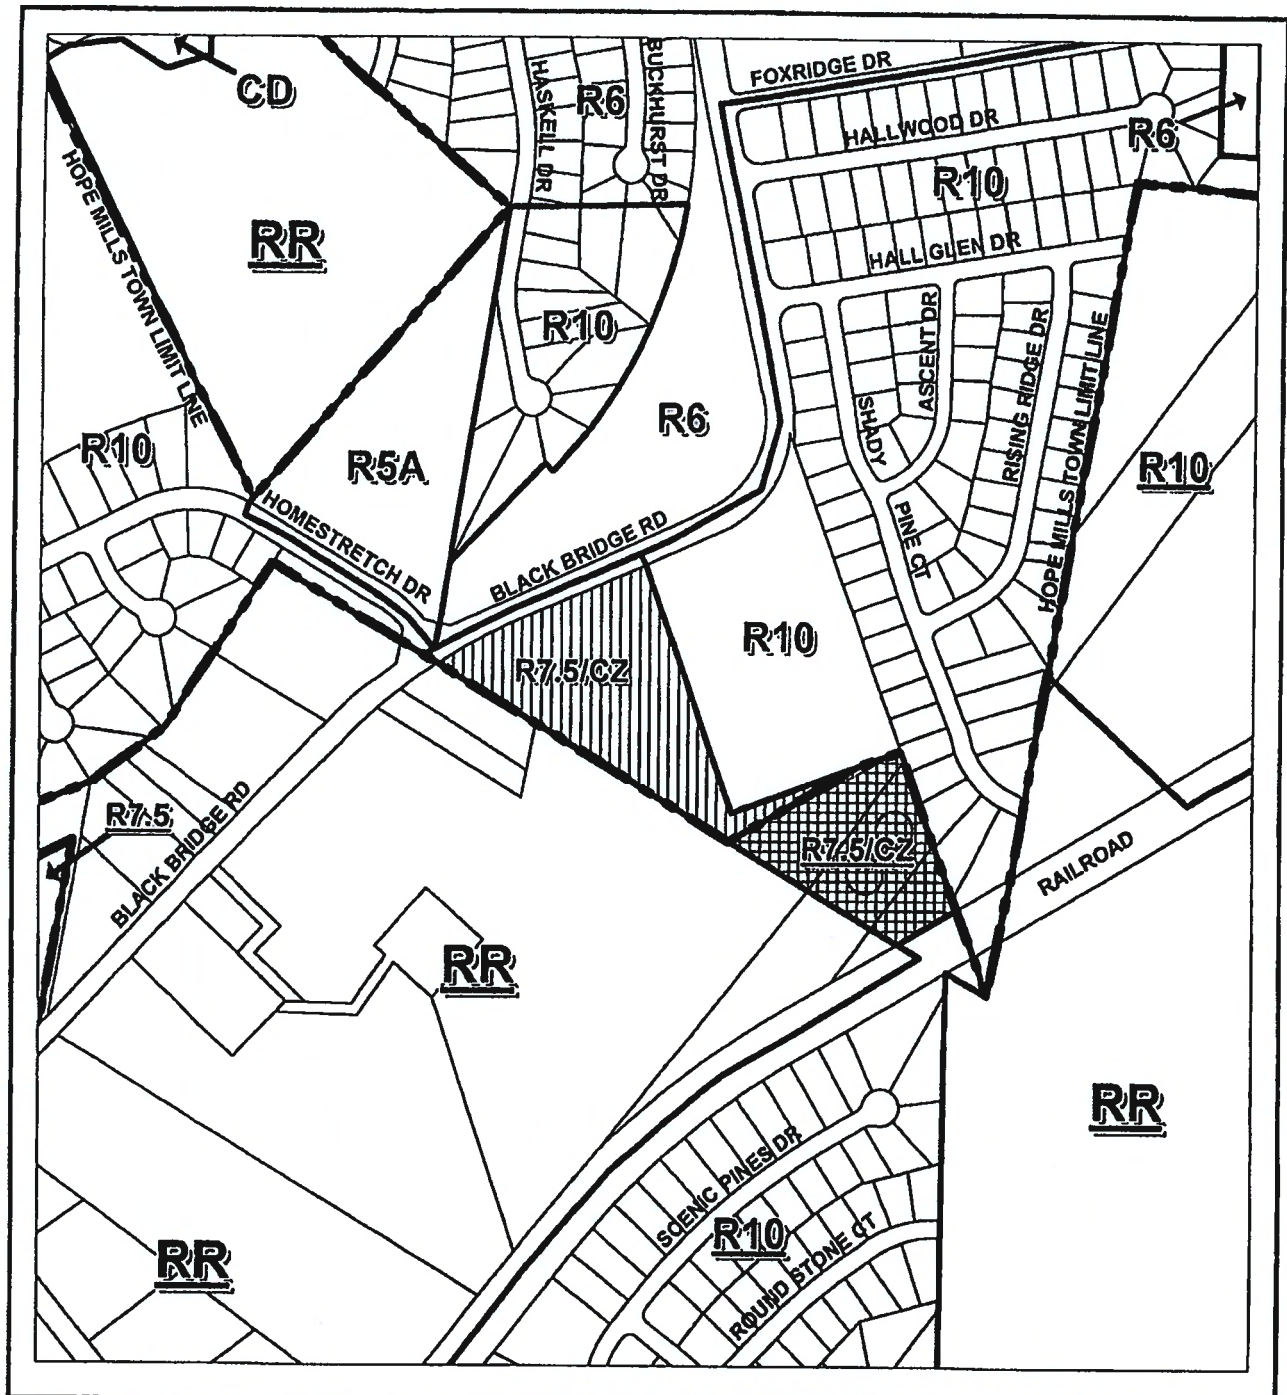 CD
HASKELL DR
R6
BUCKHURST DR
FOXRIDGE DR
HALLWOOD DR
R6
R10
HOPE MILLS TOWN LIMIT LINE
RR
HALL GLEN DR
R10
ASCENT DR
RISING RIDGE DR
HOPE MILLS TOWN LIMIT LINE
R6
SHADY
PINE CT
R10
R10
R5A
HOMESTRETCH DR
BLACK BRIDGE RD
R7.5/CZ
R10
R7.5
BLACK BRIDGE RD
R7.5/CZ
RAILROAD
RR
RR
SCENIC PINES DR
R10
ROUND STONE CT
RR